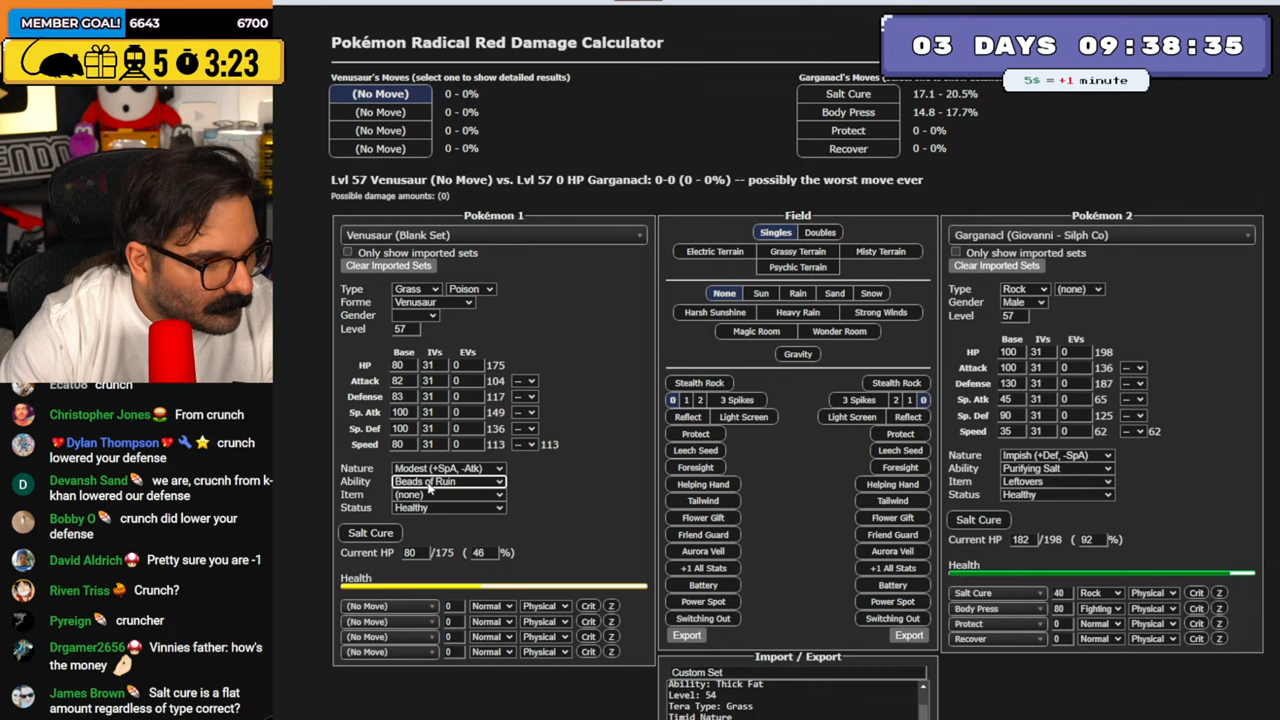 MEMBER GOAL! 6643 6700
5 3:23
03 DAYS 09:38:35
5$ = +1 minute
Pokémon Radical Red Damage Calculator
Venusaur's Moves (select one to show detailed results)
(No Move) 0 - 0%
(No Move) 0 - 0%
(No Move) 0 - 0%
(No Move) 0 - 0%
Garganacl's Moves
Salt Cure 17.1 - 20.5%
Body Press 14.8 - 17.7%
Protect 0 - 0%
Recover 0 - 0%
Lvl 57 Venusaur (No Move) vs. Lvl 57 0 HP Garganacl: 0-0 (0 - 0%) -- possibly the worst move ever
Possible damage amounts: (0)
Pokémon 1
Venusaur (Blank Set)
Only show imported sets
Clear Imported Sets
Type Grass Poison
Forme Venusaur
Gender
Level 57
Base IVs EVs
HP 80 31 0 175
Attack 82 31 0 104 --
Defense 83 31 0 117 --
Sp. Atk 100 31 0 149 --
Sp. Def 100 31 0 136 --
Speed 80 31 0 113 -- 113
Nature Modest (+SpA, -Atk)
Ability Beads of Ruin
Item (none)
Status Healthy
Salt Cure
Current HP 80 /175 ( 46 %)
Health
(No Move) 0 Normal Physical Crit Z
(No Move) 0 Normal Physical Crit Z
(No Move) 0 Normal Physical Crit Z
(No Move) 0 Normal Physical Crit Z
Field
Singles Doubles
Electric Terrain Grassy Terrain Misty Terrain
Psychic Terrain
None Sun Rain Sand Snow
Harsh Sunshine Heavy Rain Strong Winds
Magic Room Wonder Room
Gravity
Stealth Rock Stealth Rock
0 1 2 3 Spikes 3 Spikes 2 1 0
Reflect Light Screen Light Screen Reflect
Protect Protect
Leech Seed Leech Seed
Foresight Foresight
Helping Hand Helping Hand
Tailwind Tailwind
Flower Gift Flower Gift
Friend Guard Friend Guard
Aurora Veil Aurora Veil
+1 All Stats +1 All Stats
Battery Battery
Power Spot Power Spot
Switching Out Switching Out
Export Export
Import / Export
Custom Set
Ability: Thick Fat
Level: 54
Tera Type: Grass
Timid Nature
Pokémon 2
Garganacl (Giovanni - Silph Co)
Only show imported sets
Clear Imported Sets
Type Rock (none)
Gender Male
Level 57
Base IVs EVs
HP 100 31 0 198
Attack 100 31 0 136 --
Defense 130 31 0 187 --
Sp. Atk 45 31 0 65 --
Sp. Def 90 31 0 125 --
Speed 35 31 0 62 -- 62
Nature Impish (+Def, -SpA)
Ability Purifying Salt
Item Leftovers
Status Healthy
Salt Cure
Current HP 182 /198 ( 92 %)
Health
Salt Cure 40 Rock Physical Crit Z
Body Press 80 Fighting Physical Crit Z
Protect 0 Normal Physical Crit Z
Recover 0 Normal Physical Crit Z
Ecat08 crunch
Christopher Jones From crunch
Dylan Thompson crunch
lowered your defense
Devansh Sand we are, crucnh from k-
khan lowered our defense
Bobby O crunch did lower your
defense
David Aldrich Pretty sure you are -1
Riven Triss Crunch?
Pyreign cruncher
Drgamer2656 Vinnies father: how's
the money
James Brown Salt cure is a flat
amount regardless of type correct?